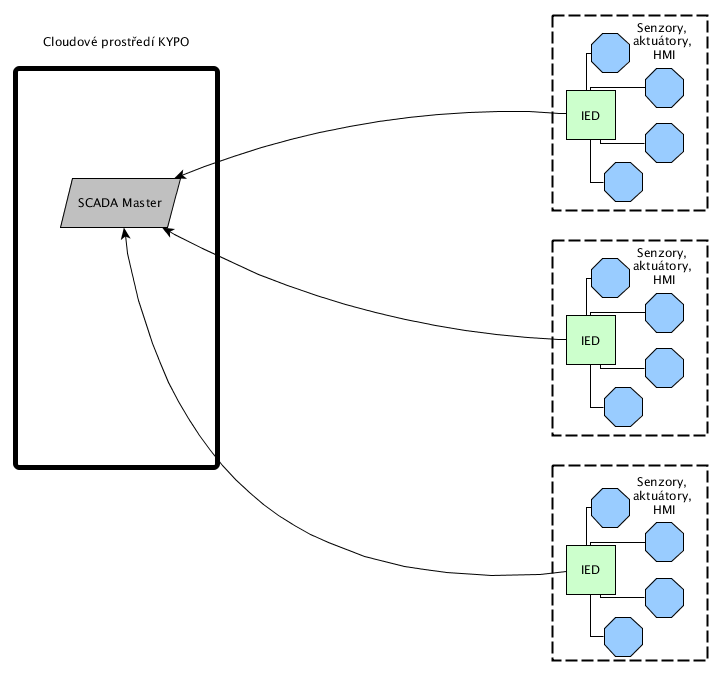 Cloudové prostředí KYPO
SCADA Master
Senzory,
aktuátory,
HMI
IED
Senzory,
aktuátory,
HMI
IED
Senzory,
aktuátory,
HMI
IED